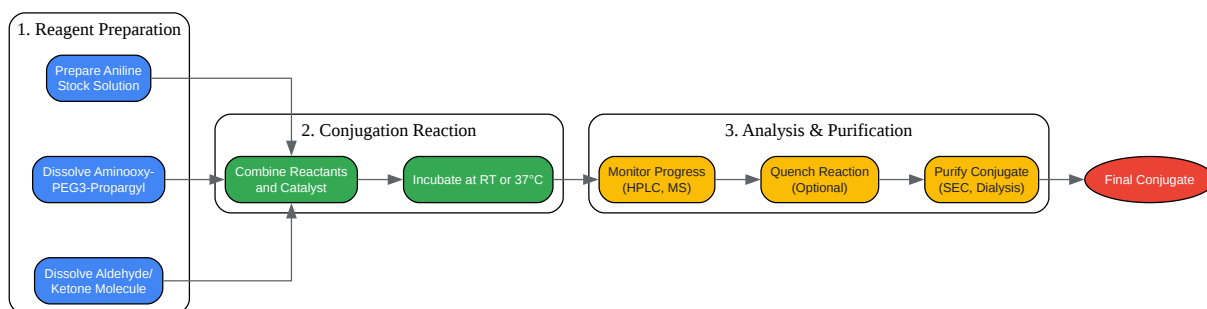 1. Reagent Preparation
Prepare Aniline
Stock Solution
Dissolve Aminooxy-
PEG3-Propargyl
Dissolve Aldehyde/
Ketone Molecule
2. Conjugation Reaction
Combine Reactants
and Catalyst
Incubate at RT or 37°C
3. Analysis & Purification
Monitor Progress
(HPLC, MS)
Quench Reaction
(Optional)
Purify Conjugate
(SEC, Dialysis)
Final Conjugate